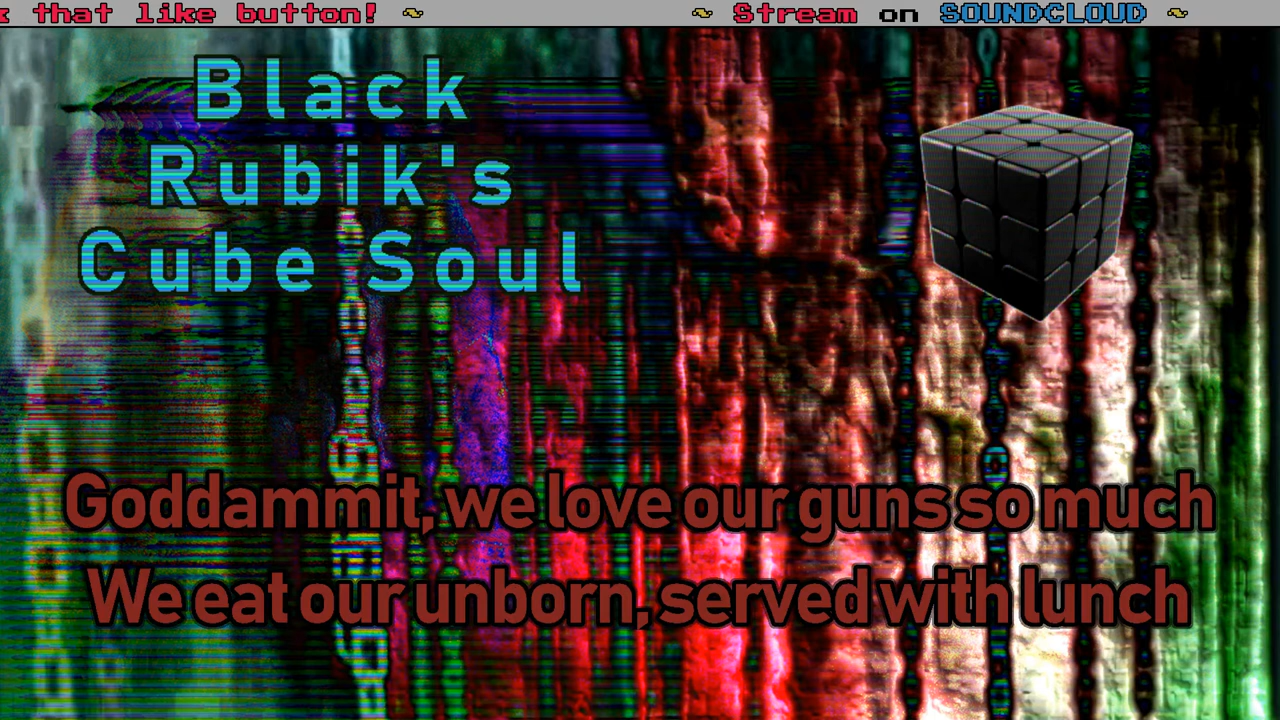 that like button! ~ ~ Stream on SOUNDCLOUD ~
Black
Rubik's
Cube Soul
Goddammit, we love our guns so much
We eat our unborn, served with lunch